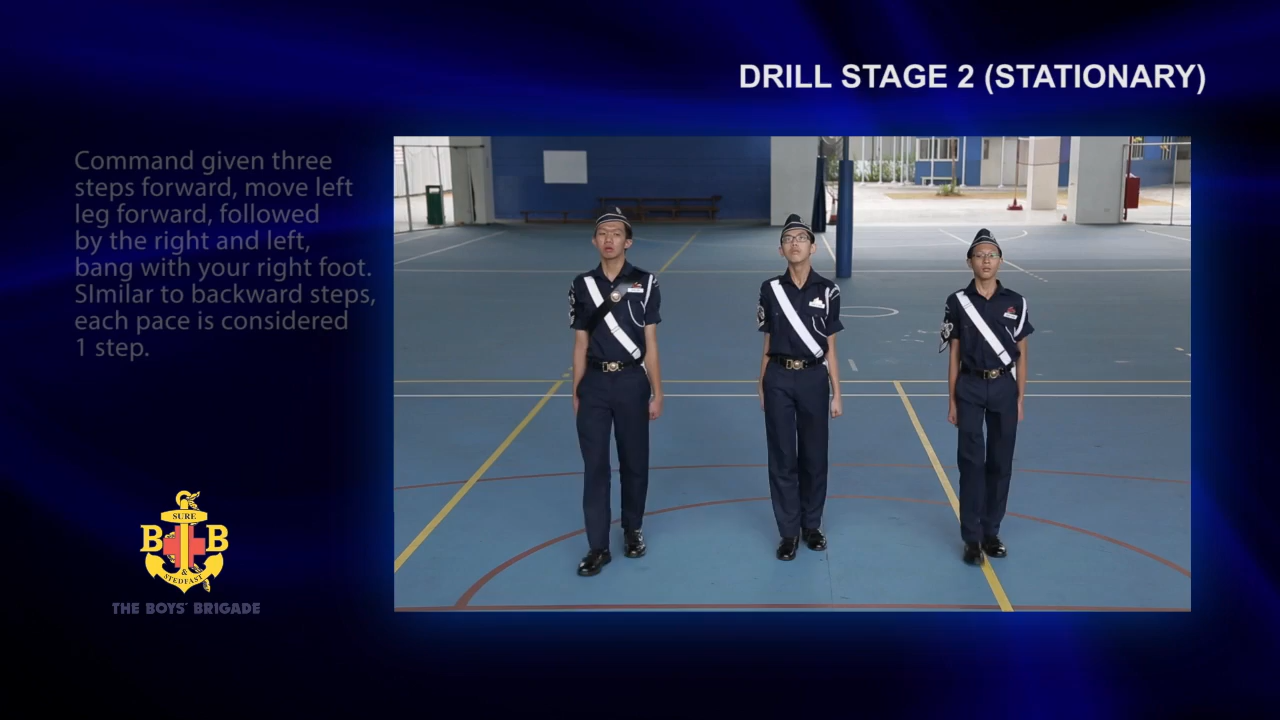 DRILL STAGE 2 (STATIONARY)
Command given three
steps forward, move left
leg forward, followed
by the right and left,
bang with your right foot.
SImilar to backward steps,
each pace is considered
1 step.
SURE
B B
&
STEDFAST
THE BOYS' BRIGADE